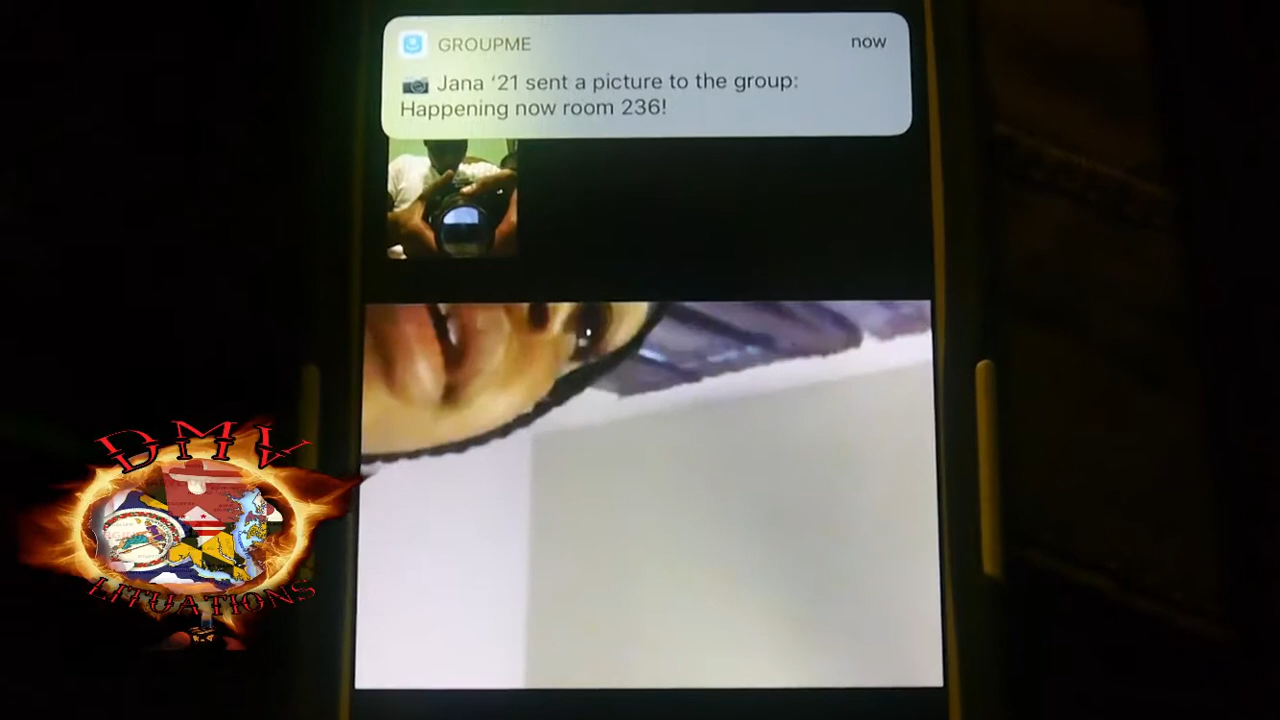 GROUPME
now
📷 Jana ‘21 sent a picture to the group:
Happening now room 236!
DMV
LITUATIONS